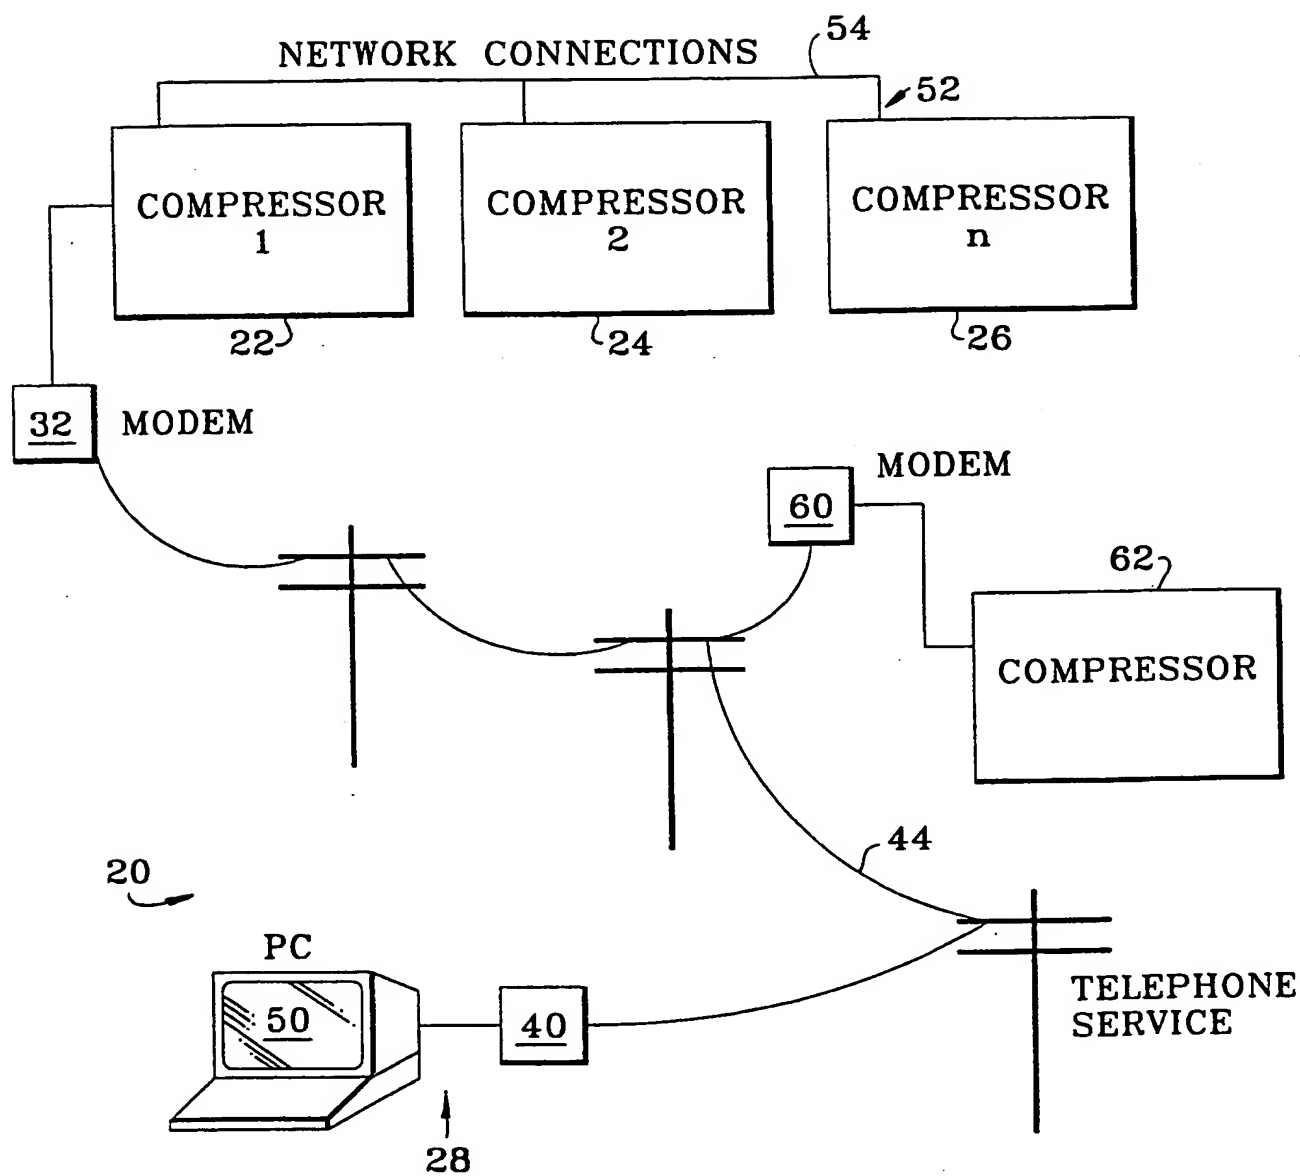 54
NETWORK CONNECTIONS
52
COMPRESSOR
1
COMPRESSOR
2
COMPRESSOR
n
22
24
26
32
MODEM
MODEM
60
62
COMPRESSOR
44
20
PC
50
40
TELEPHONE
SERVICE
28